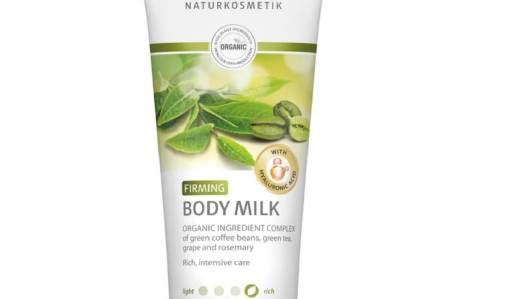 NATURKOSMETIK
ORGANIC
WITH
HYALURONIC ACID
FIRMING
BODY MILK
ORGANIC INGREDIENT COMPLEX
of green coffee beans, green tea,
grape and rosemary
Rich, intensive care
light rich